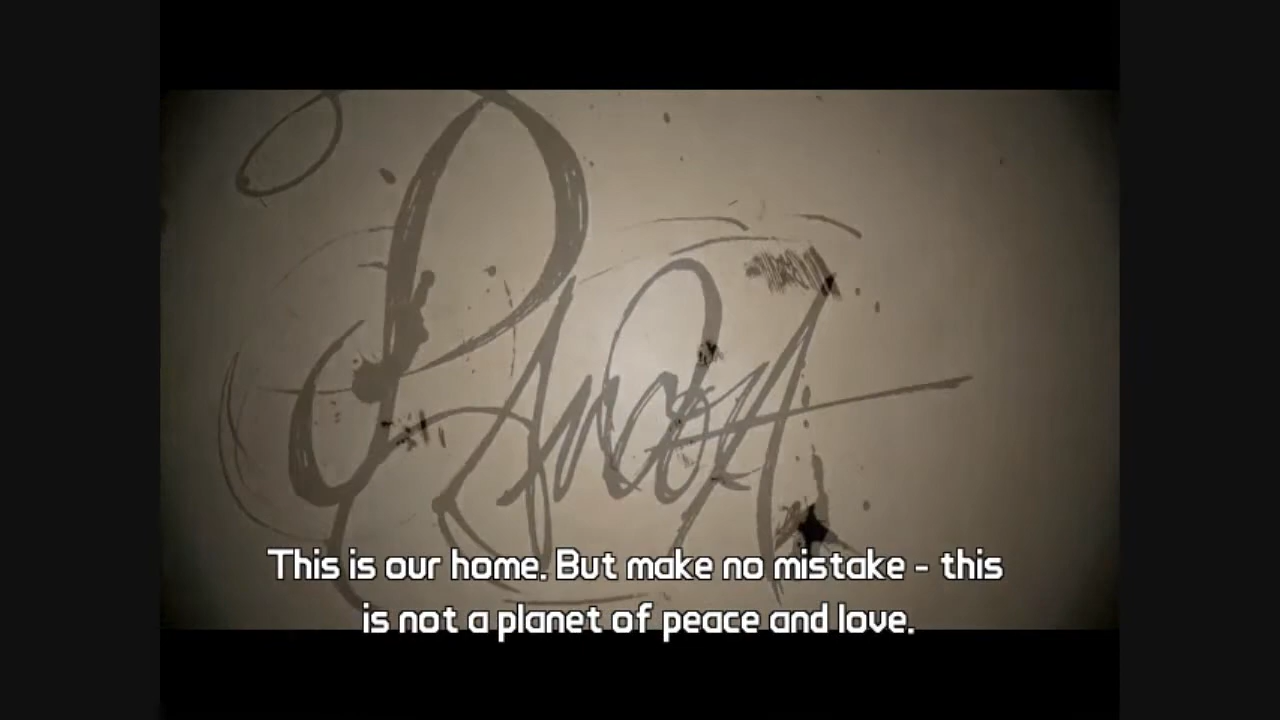 This is our home. But make no mistake - this
is not a planet of peace and love.